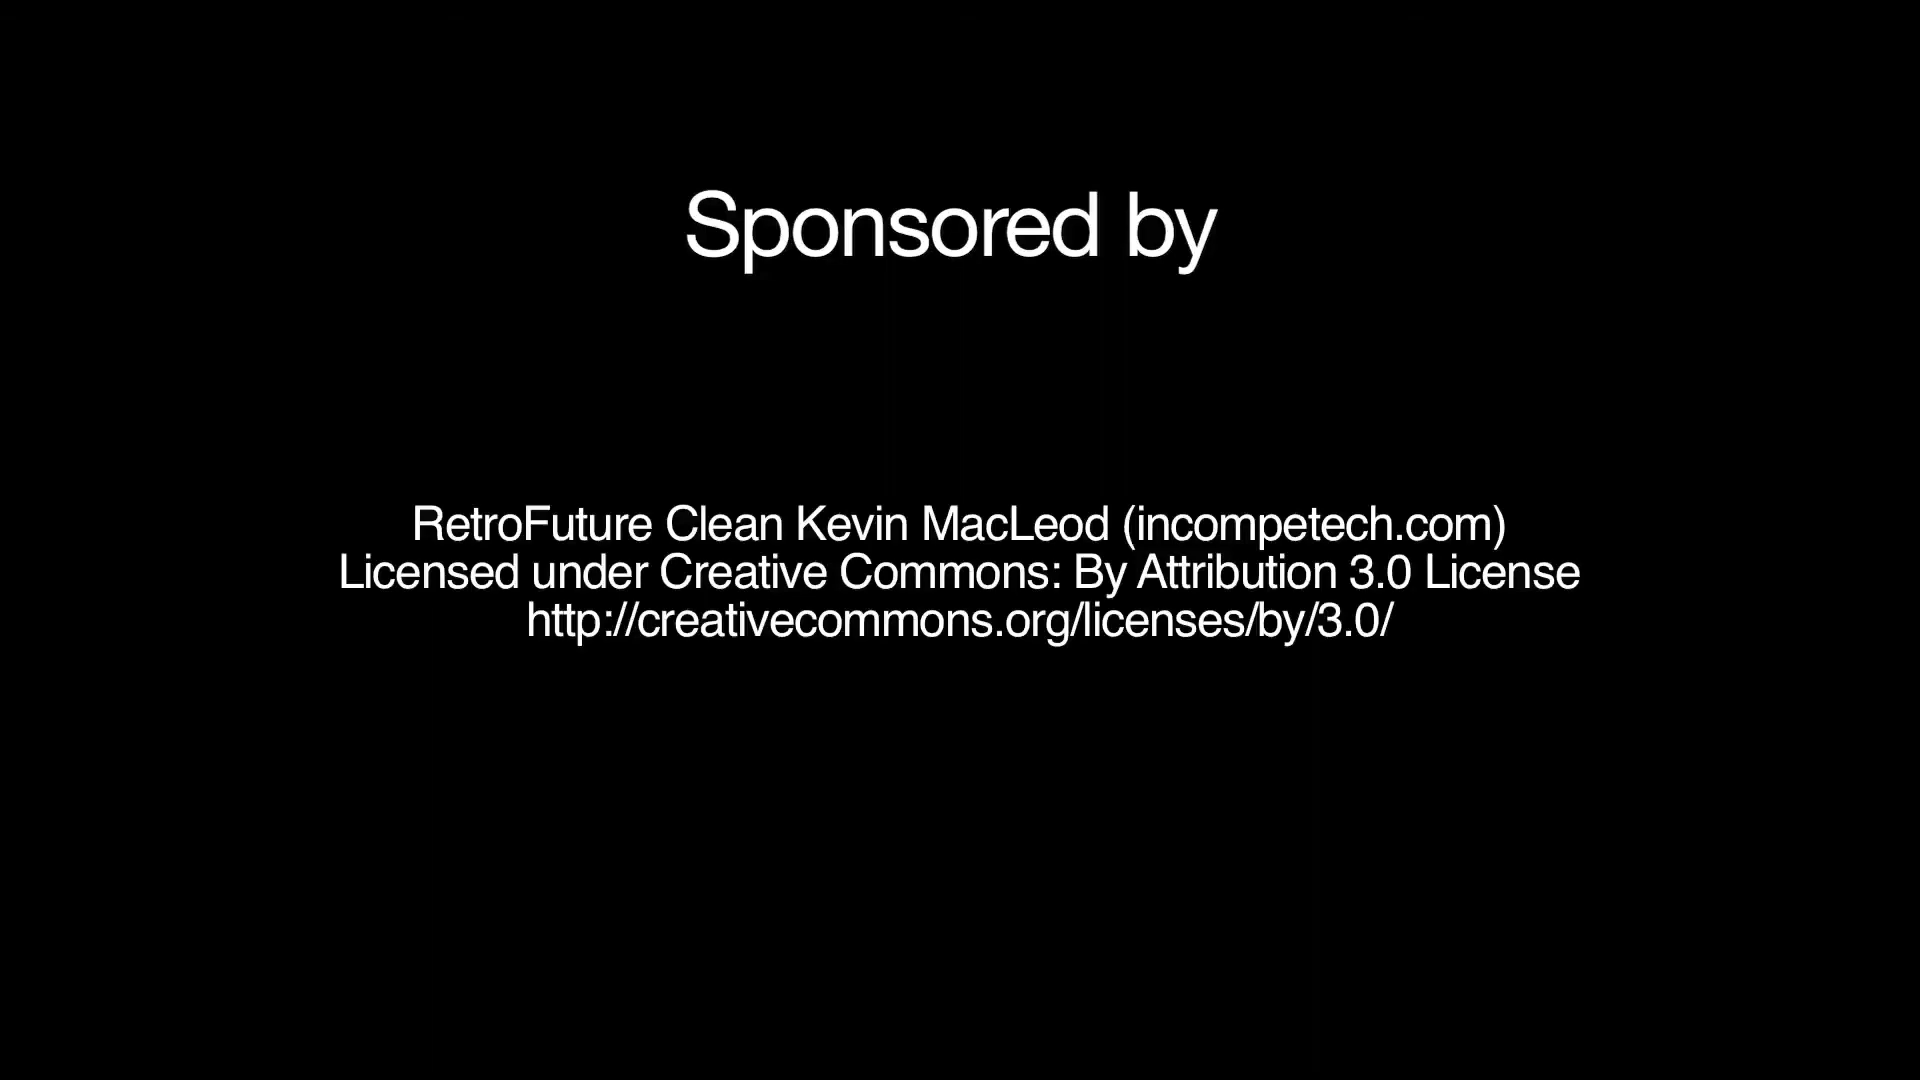 Sponsored by
RetroFuture Clean Kevin MacLeod (incompetech.com)
Licensed under Creative Commons: By Attribution 3.0 License
http://creativecommons.org/licenses/by/3.0/